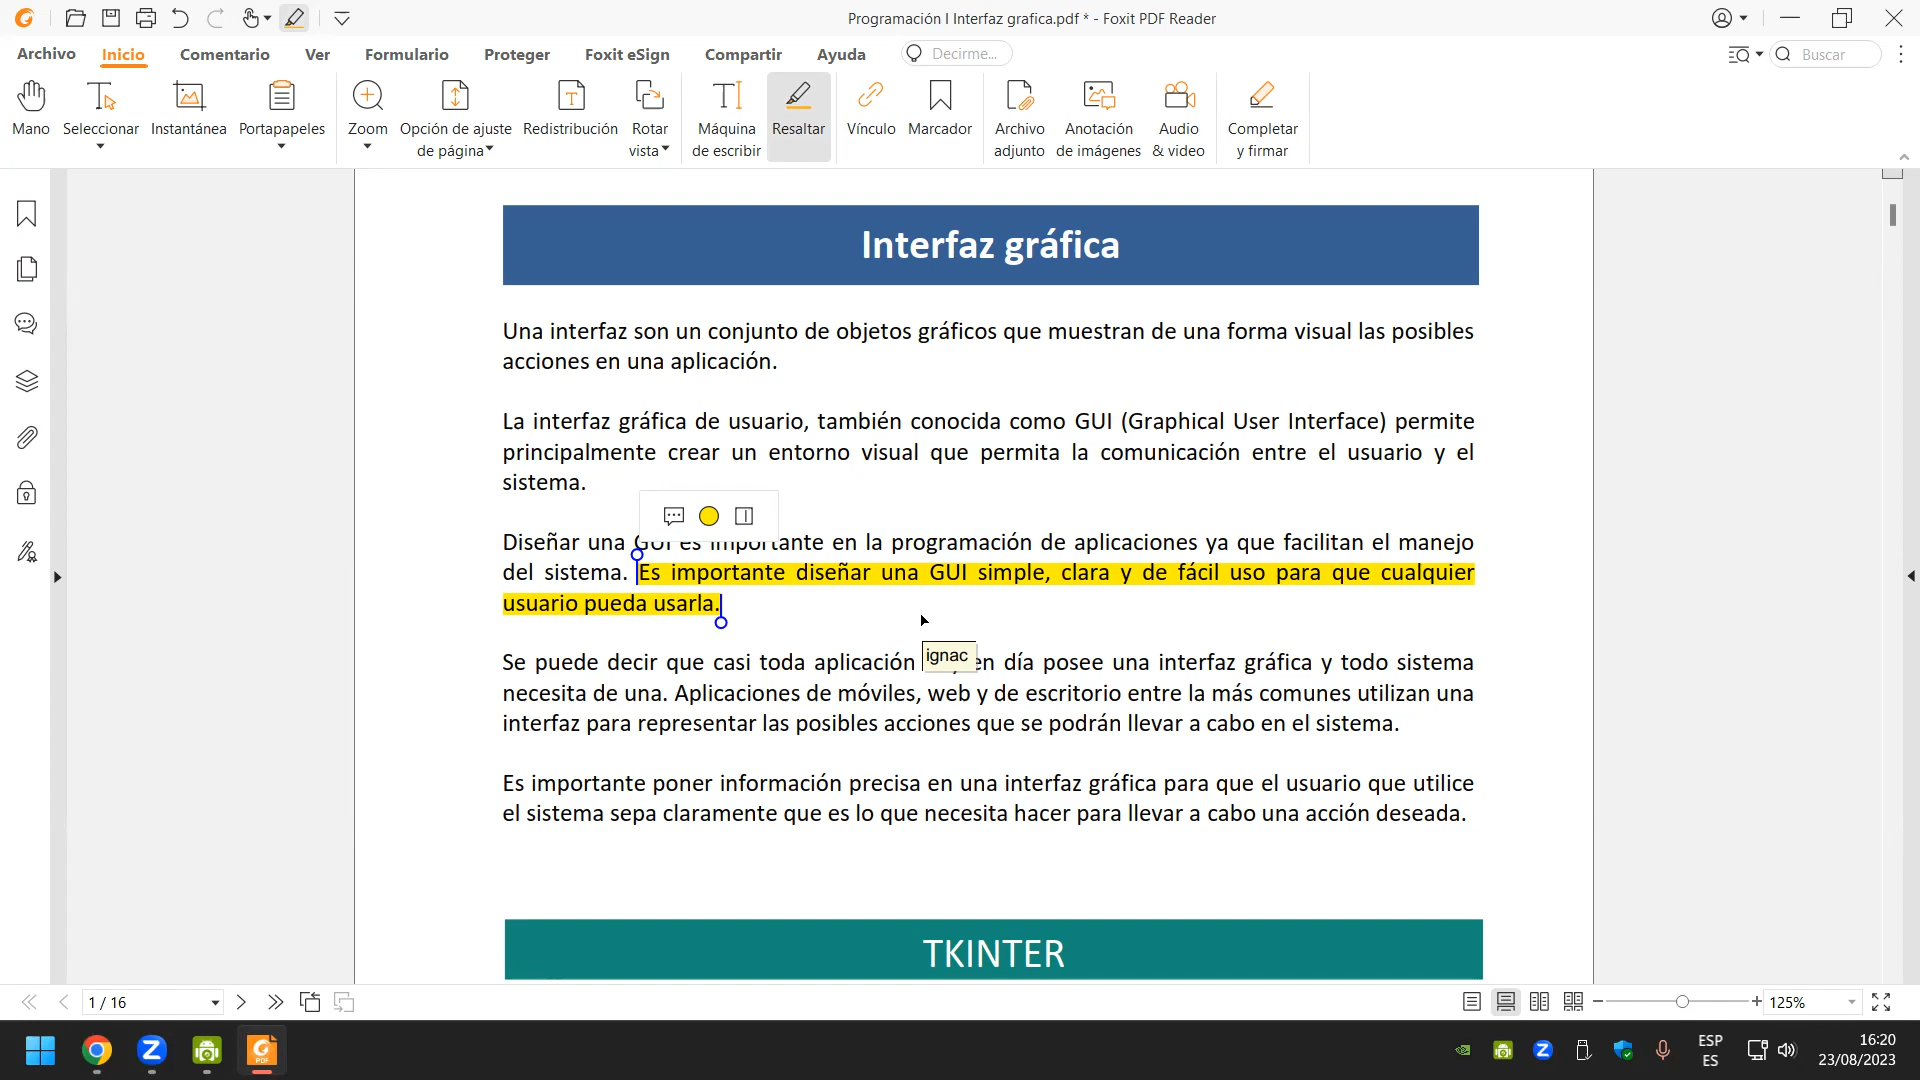 Programación I Interfaz grafica.pdf * - Foxit PDF Reader
Archivo Inicio Comentario Ver Formulario Proteger Foxit eSign Compartir Ayuda Decirme... Buscar
Mano Seleccionar Instantánea Portapapeles Zoom Opción de ajuste de página Redistribución Rotar vista Máquina de escribir Resaltar Vínculo Marcador Archivo adjunto Anotación de imágenes Audio & video Completar y firmar
Interfaz gráfica
Una interfaz son un conjunto de objetos gráficos que muestran de una forma visual las posibles
acciones en una aplicación.
La interfaz gráfica de usuario, también conocida como GUI (Graphical User Interface) permite
principalmente crear un entorno visual que permita la comunicación entre el usuario y el
sistema.
Diseñar una GUI es importante en la programación de aplicaciones ya que facilitan el manejo
del sistema. Es importante diseñar una GUI simple, clara y de fácil uso para que cualquier
usuario pueda usarla.
ignac
Se puede decir que casi toda aplicación en día posee una interfaz gráfica y todo sistema
necesita de una. Aplicaciones de móviles, web y de escritorio entre la más comunes utilizan una
interfaz para representar las posibles acciones que se podrán llevar a cabo en el sistema.
Es importante poner información precisa en una interfaz gráfica para que el usuario que utilice
el sistema sepa claramente que es lo que necesita hacer para llevar a cabo una acción deseada.
TKINTER
1 / 16
125%
ESP
ES
16:20
23/08/2023